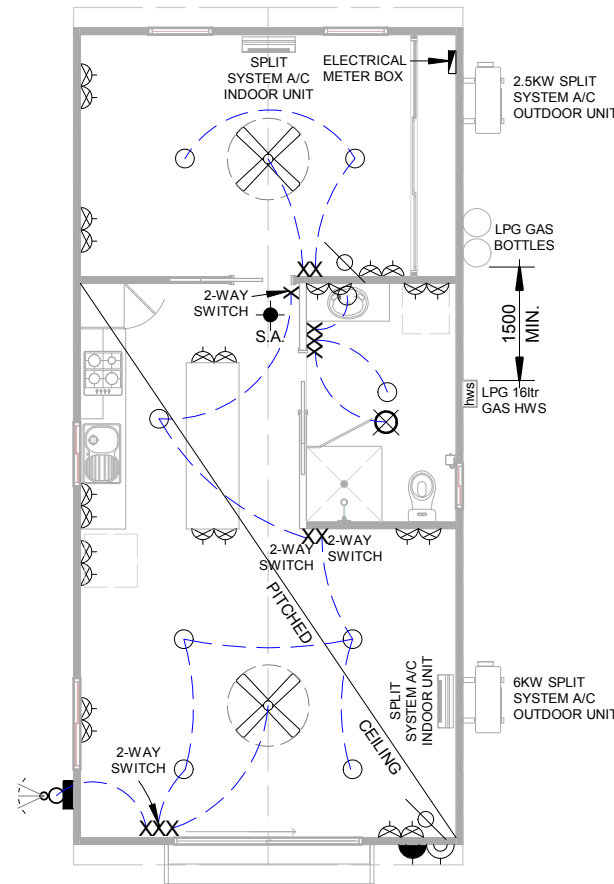 SPLIT
SYSTEM A/C
INDOOR UNIT
ELECTRICAL
METER BOX
2.5KW SPLIT
SYSTEM A/C
OUTDOOR UNIT
LPG GAS
BOTTLES
2-WAY
SWITCH
S.A.
1500
MIN.
hws
LPG 16ltr
GAS HWS
2-WAY
SWITCH
2-WAY
SWITCH
PITCHED
CEILING
SPLIT
SYSTEM A/C
INDOOR UNIT
6KW SPLIT
SYSTEM A/C
OUTDOOR UNIT
2-WAY
SWITCH